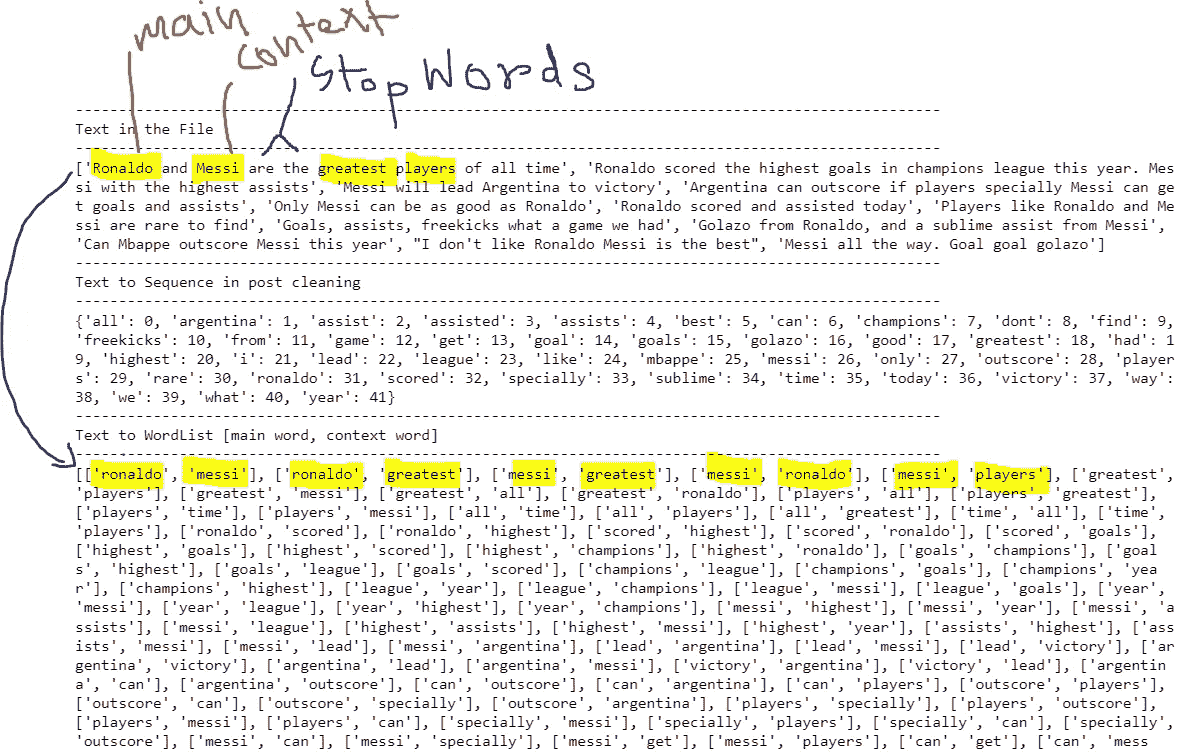 main
context
Stop Words
--------------------------------------------------------------------------------------------------------
Text in the File
--------------------------------------------------------------------------------------------------------
['Ronaldo and Messi are the greatest players of all time', 'Ronaldo scored the highest goals in champions league this year. Mes
si with the highest assists', 'Messi will lead Argentina to victory', 'Argentina can outscore if players specially Messi can ge
t goals and assists', 'Only Messi can be as good as Ronaldo', 'Ronaldo scored and assisted today', 'Players like Ronaldo and Me
ssi are rare to find', 'Goals, assists, freekicks what a game we had', 'Golazo from Ronaldo, and a sublime assist from Messi',
'Can Mbappe outscore Messi this year', "I don't like Ronaldo Messi is the best", 'Messi all the way. Goal goal golazo']
--------------------------------------------------------------------------------------------------------
Text to Sequence in post cleaning
--------------------------------------------------------------------------------------------------------
{'all': 0, 'argentina': 1, 'assist': 2, 'assisted': 3, 'assists': 4, 'best': 5, 'can': 6, 'champions': 7, 'dont': 8, 'find': 9,
'freekicks': 10, 'from': 11, 'game': 12, 'get': 13, 'goal': 14, 'goals': 15, 'golazo': 16, 'good': 17, 'greatest': 18, 'had': 1
9, 'highest': 20, 'i': 21, 'lead': 22, 'league': 23, 'like': 24, 'mbappe': 25, 'messi': 26, 'only': 27, 'outscore': 28, 'player
s': 29, 'rare': 30, 'ronaldo': 31, 'scored': 32, 'specially': 33, 'sublime': 34, 'time': 35, 'today': 36, 'victory': 37, 'way':
38, 'we': 39, 'what': 40, 'year': 41}
--------------------------------------------------------------------------------------------------------
Text to WordList [main word, context word]
--------------------------------------------------------------------------------------------------------
[['ronaldo', 'messi'], ['ronaldo', 'greatest'], ['messi', 'greatest'], ['messi', 'ronaldo'], ['messi', 'players'], ['greatest',
'players'], ['greatest', 'messi'], ['greatest', 'all'], ['greatest', 'ronaldo'], ['players', 'all'], ['players', 'greatest'],
['players', 'time'], ['players', 'messi'], ['all', 'time'], ['all', 'players'], ['all', 'greatest'], ['time', 'all'], ['time',
'players'], ['ronaldo', 'scored'], ['ronaldo', 'highest'], ['scored', 'highest'], ['scored', 'ronaldo'], ['scored', 'goals'],
['highest', 'goals'], ['highest', 'scored'], ['highest', 'champions'], ['highest', 'ronaldo'], ['goals', 'champions'], ['goal
s', 'highest'], ['goals', 'league'], ['goals', 'scored'], ['champions', 'league'], ['champions', 'goals'], ['champions', 'yea
r'], ['champions', 'highest'], ['league', 'year'], ['league', 'champions'], ['league', 'messi'], ['league', 'goals'], ['year',
'messi'], ['year', 'league'], ['year', 'highest'], ['year', 'champions'], ['messi', 'highest'], ['messi', 'year'], ['messi', 'a
ssists'], ['messi', 'league'], ['highest', 'assists'], ['highest', 'messi'], ['highest', 'year'], ['assists', 'highest'], ['ass
ists', 'messi'], ['messi', 'lead'], ['messi', 'argentina'], ['lead', 'argentina'], ['lead', 'messi'], ['lead', 'victory'], ['ar
gentina', 'victory'], ['argentina', 'lead'], ['argentina', 'messi'], ['victory', 'argentina'], ['victory', 'lead'], ['argentin
a', 'can'], ['argentina', 'outscore'], ['can', 'outscore'], ['can', 'argentina'], ['can', 'players'], ['outscore', 'players'],
['outscore', 'can'], ['outscore', 'specially'], ['outscore', 'argentina'], ['players', 'specially'], ['players', 'outscore'],
['players', 'messi'], ['players', 'can'], ['specially', 'messi'], ['specially', 'players'], ['specially', 'can'], ['specially',
'outscore'], ['messi', 'can'], ['messi', 'specially'], ['messi', 'get'], ['messi', 'players'], ['can', 'get'], ['can', 'mess